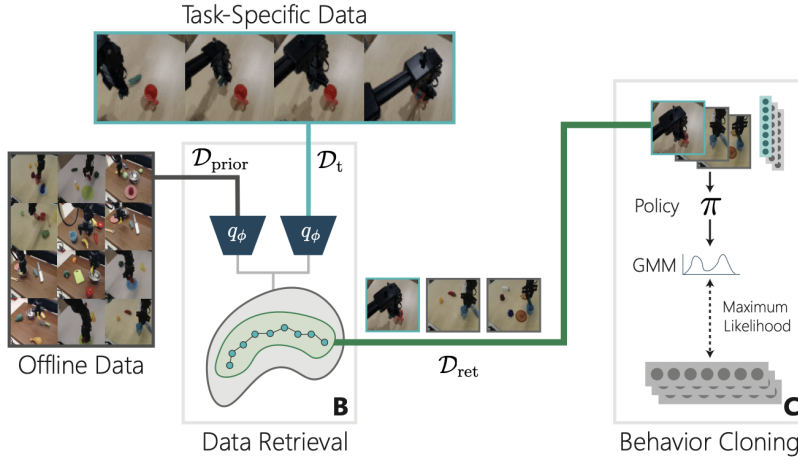 Task-Specific Data
𝒟prior
𝒟t
qϕ
qϕ
Offline Data
𝒟ret
B
Data Retrieval
Policy
π
GMM
Maximum
Likelihood
C
Behavior Cloning